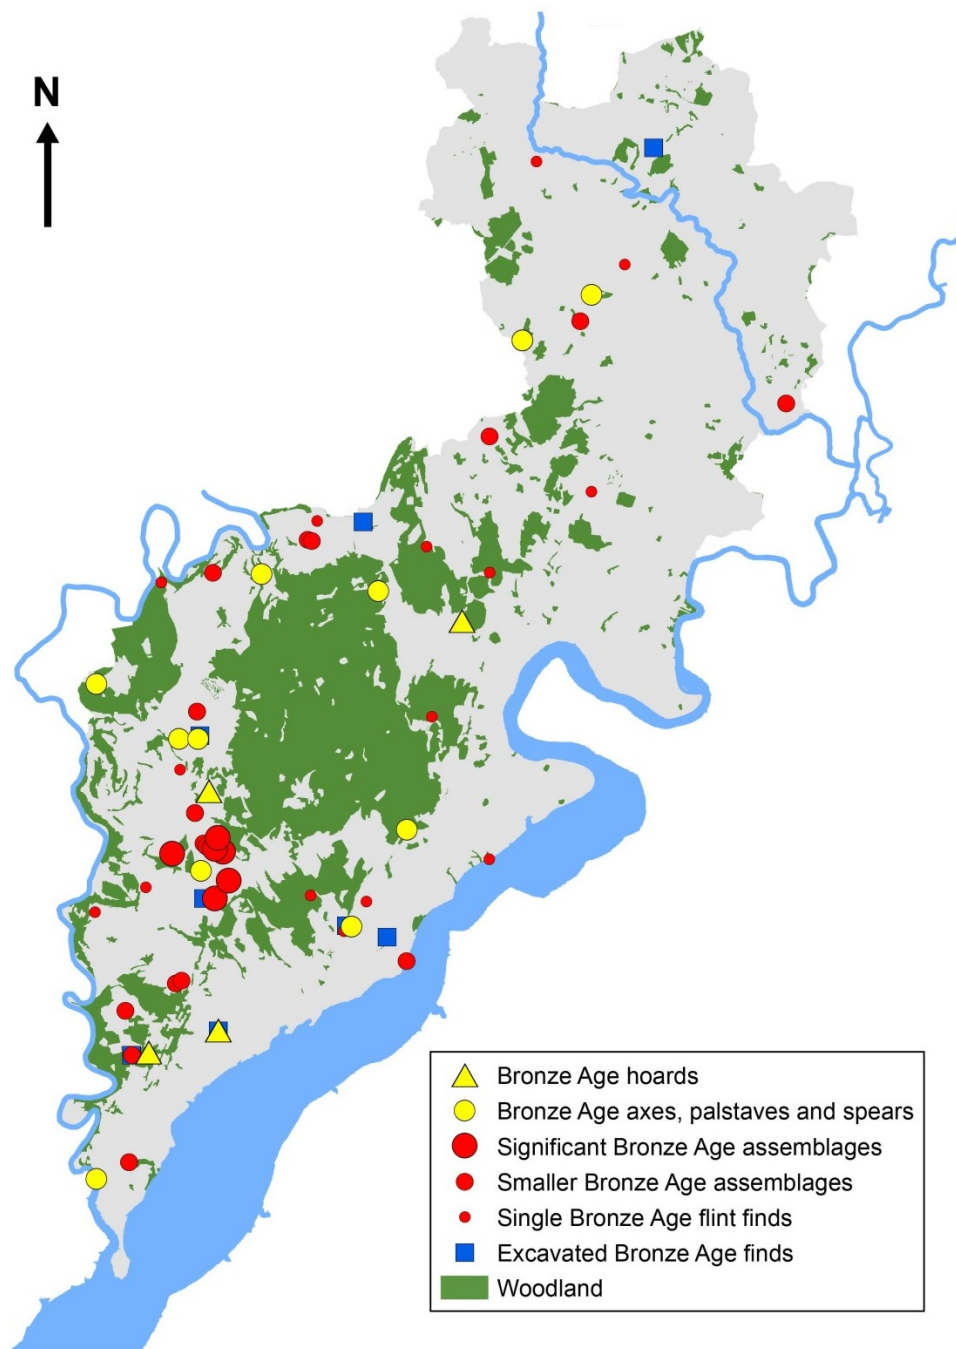 N
Bronze Age hoards
Bronze Age axes, palstaves and spears
Significant Bronze Age assemblages
Smaller Bronze Age assemblages
Single Bronze Age flint finds
Excavated Bronze Age finds
Woodland